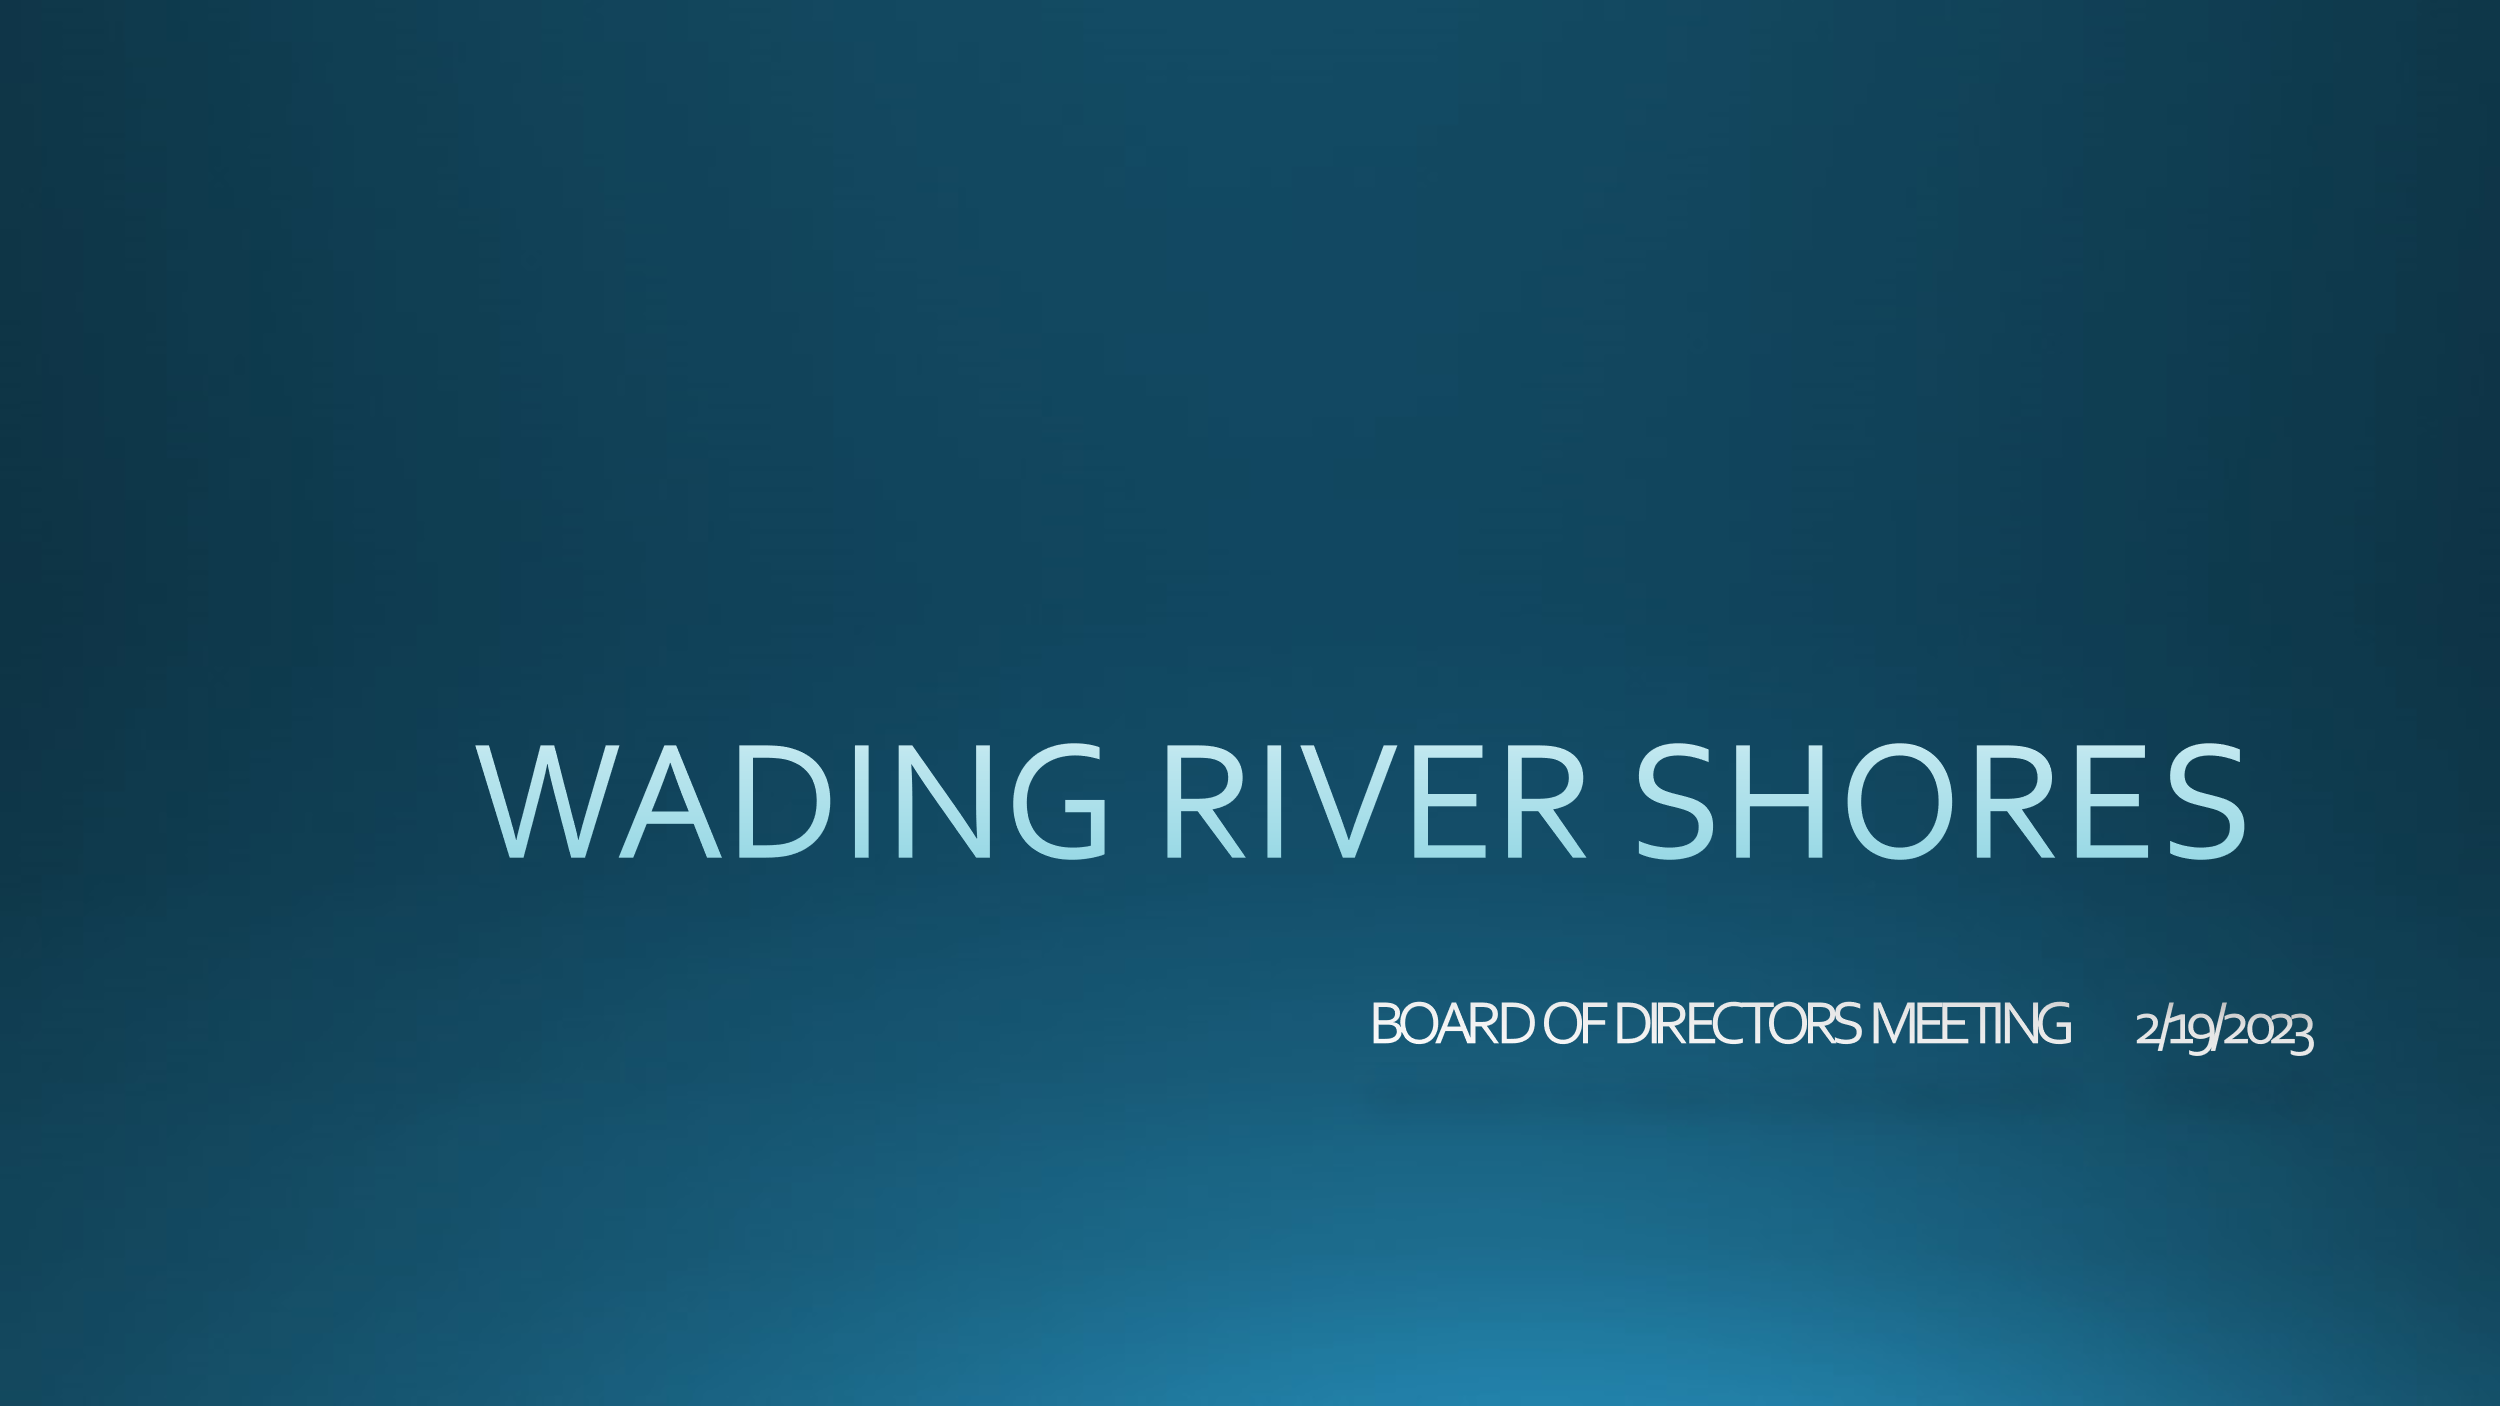 WADING RIVER SHORES
BOARD OF DIRECTORS MEETING 2/19/2023